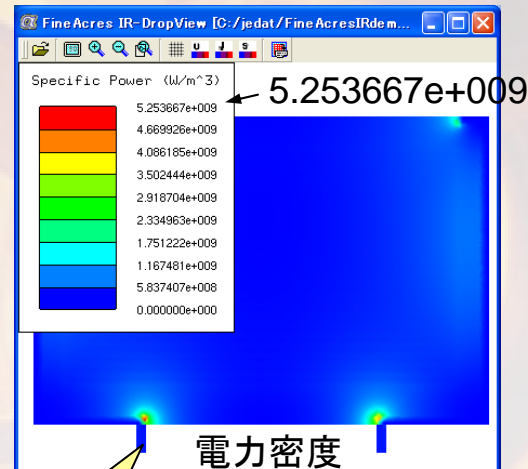 FineAcres IR-DropView [C:/jedat/FineAcresIRdem...
Specific Power (W/m^3)
5.253667e+009
5.253667e+009
4.669926e+009
4.086185e+009
3.502444e+009
2.918704e+009
2.334963e+009
1.751222e+009
1.167481e+009
5.837407e+008
0.000000e+000
電力密度